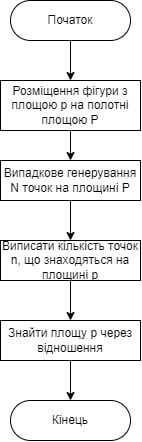 Початок
Розміщення фігури з
площою p на полотні
площою P
Випадкове генерування
N точок на площині P
Виписати кількість точок
n, що знаходяться на
площині p
Знайти площу p через
відношення
Кінець